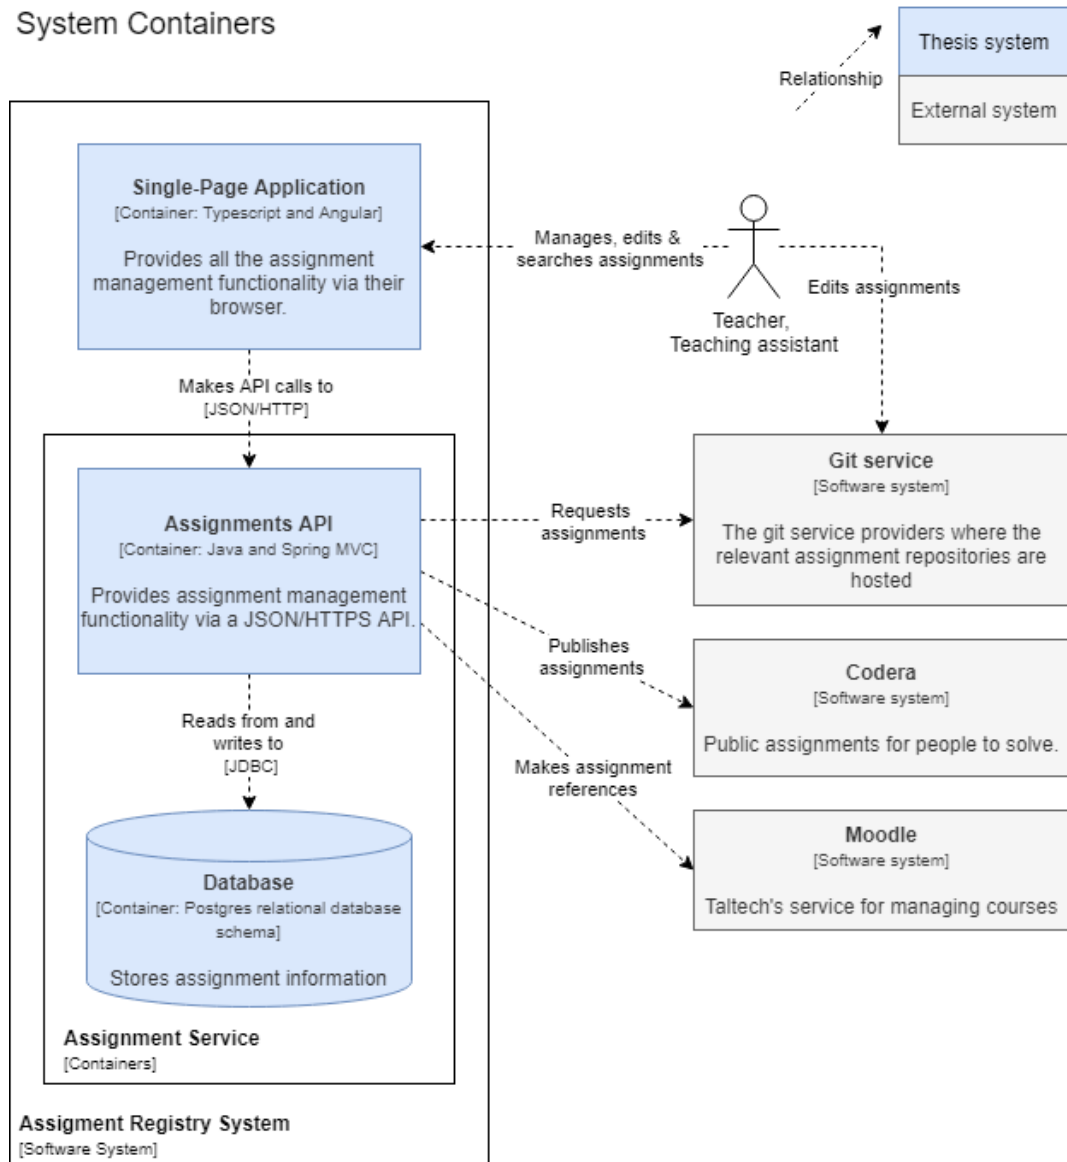 System Containers
Relationship
Thesis system
External system
Single-Page Application
[Container: Typescript and Angular]
Provides all the assignment
management functionality via their
browser.
Manages, edits &
searches assignments
Teacher,
Teaching assistant
Edits assignments
Makes API calls to
[JSON/HTTP]
Assignments API
[Container: Java and Spring MVC]
Provides assignment management
functionality via a JSON/HTTPS API.
Requests
assignments
Git service
[Software system]
The git service providers where the
relevant assignment repositories are
hosted
Publishes
assignments
Codera
[Software system]
Public assignments for people to solve.
Reads from and
writes to
[JDBC]
Makes assignment
references
Moodle
[Software system]
Taltech's service for managing courses
Database
[Container: Postgres relational database
schema]
Stores assignment information
Assignment Service
[Containers]
Assigment Registry System
[Software System]